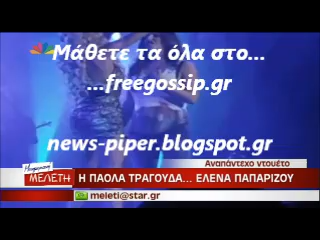 Μάθετε τα όλα στο...
...freegossip.gr
news-piper.blogspot.gr
Αναπάντεχο ντουέτο
ΜΕΛΕΤΗ
Η ΠΑΟΛΑ ΤΡΑΓΟΥΔΑ... ΕΛΕΝΑ ΠΑΠΑΡΙΖΟΥ
meleti@star.gr